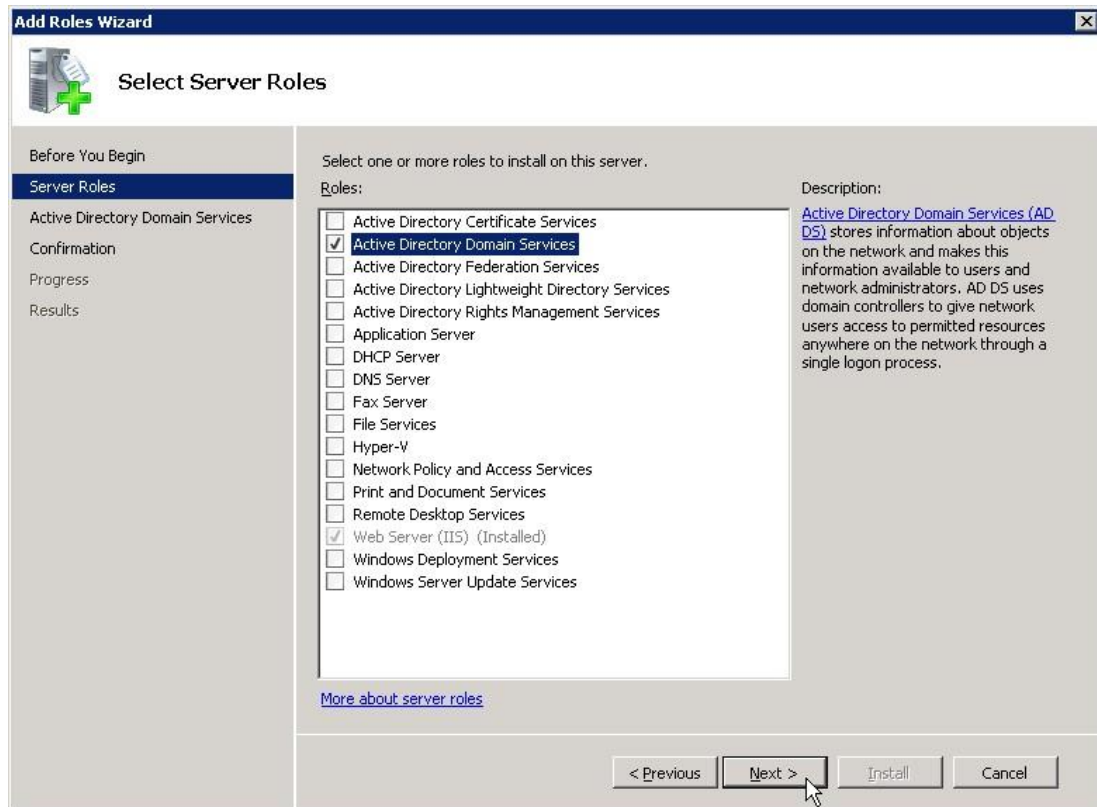 Add Roles Wizard
Select Server Roles
Before You Begin
Server Roles
Active Directory Domain Services
Confirmation
Progress
Results
Select one or more roles to install on this server.
Roles:
Active Directory Certificate Services
Active Directory Domain Services
Active Directory Federation Services
Active Directory Lightweight Directory Services
Active Directory Rights Management Services
Application Server
DHCP Server
DNS Server
Fax Server
File Services
Hyper-V
Network Policy and Access Services
Print and Document Services
Remote Desktop Services
Web Server (IIS) (Installed)
Windows Deployment Services
Windows Server Update Services
More about server roles
Description:
Active Directory Domain Services (AD
DS) stores information about objects
on the network and makes this
information available to users and
network administrators. AD DS uses
domain controllers to give network
users access to permitted resources
anywhere on the network through a
single logon process.
< Previous
Next >
Install
Cancel